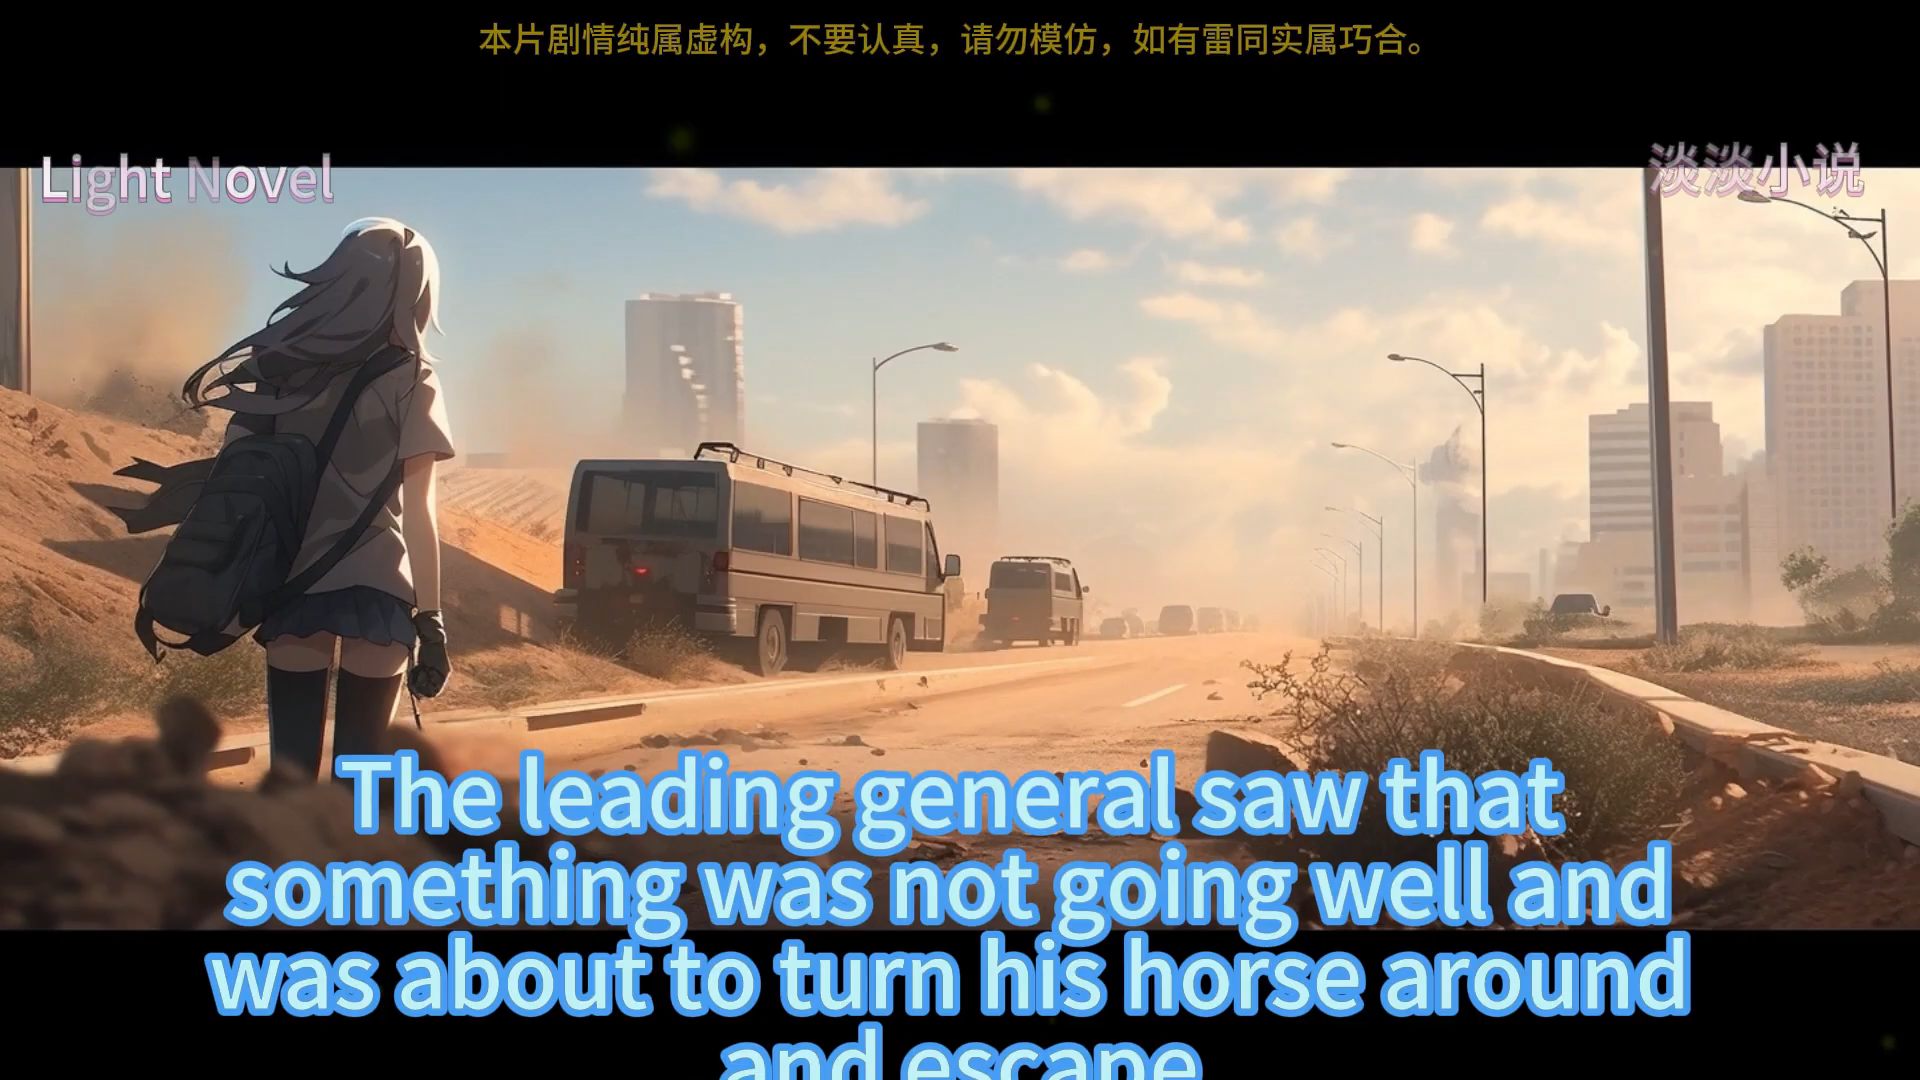 本片剧情纯属虚构，不要认真，请勿模仿，如有雷同实属巧合。
Light Novel
淡淡小说
The leading general saw that
something was not going well and
was about to turn his horse around
and escape